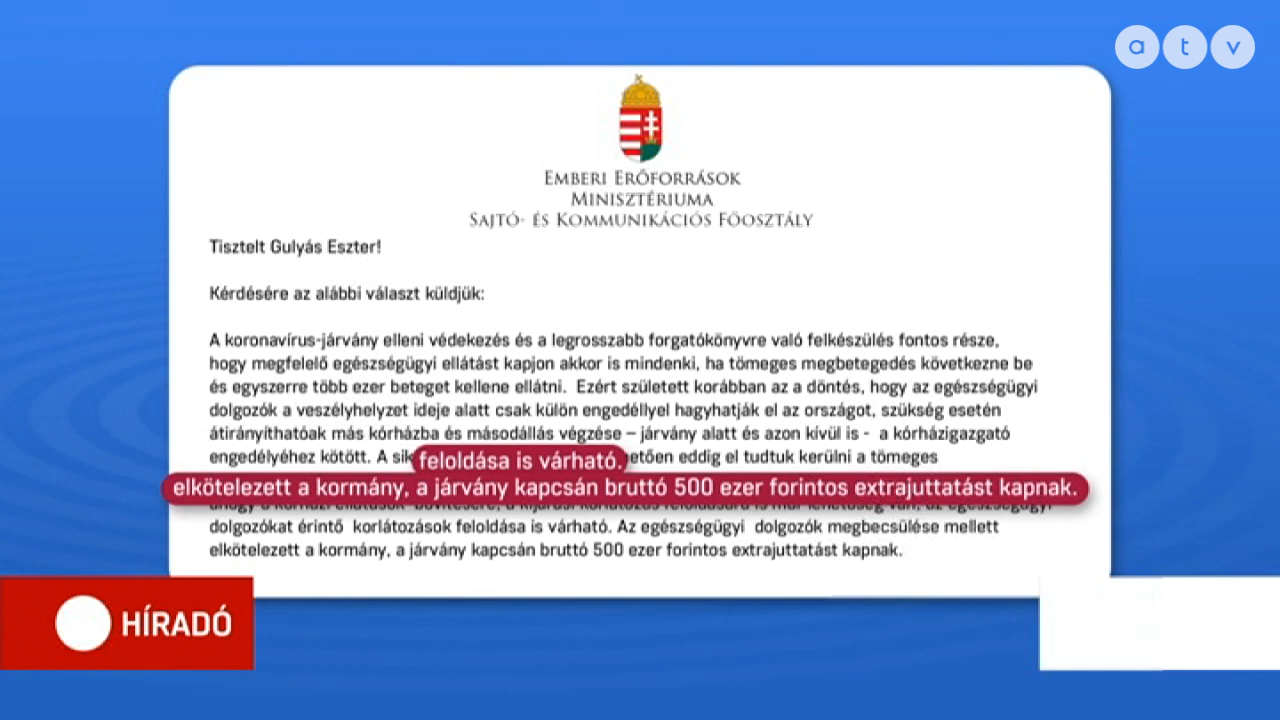 atv
EMBERI ERŐFORRÁSOK
MINISZTÉRIUMA
SAJTÓ- ÉS KOMMUNIKÁCIÓS FŐOSZTÁLY
Tisztelt Gulyás Eszter!
Kérdésére az alábbi választ küldjük:
A koronavírus-járvány elleni védekezés és a legrosszabb forgatókönyvre való felkészülés fontos része,
hogy megfelelő egészségügyi ellátást kapjon akkor is mindenki, ha tömeges megbetegedés következne be
és egyszerre több ezer beteget kellene ellátni. Ezért született korábban az a döntés, hogy az egészségügyi
dolgozók a veszélyhelyzet ideje alatt csak külön engedéllyel hagyhatják el az országot, szükség esetén
átirányíthatóak más kórházba és másodállás végzése – járvány alatt és azon kívül is - a kórházigazgató
engedélyéhez kötött. A eddig el tudtuk kerülni a tömeges
feloldása is várható.
elkötelezett a kormány, a járvány kapcsán bruttó 500 ezer forintos extrajuttatást kapnak.
dolgozókat érintő korlátozások feloldása is várható. Az egészségügyi dolgozók megbecsülése mellett
elkötelezett a kormány, a járvány kapcsán bruttó 500 ezer forintos extrajuttatást kapnak.
HÍRADÓ